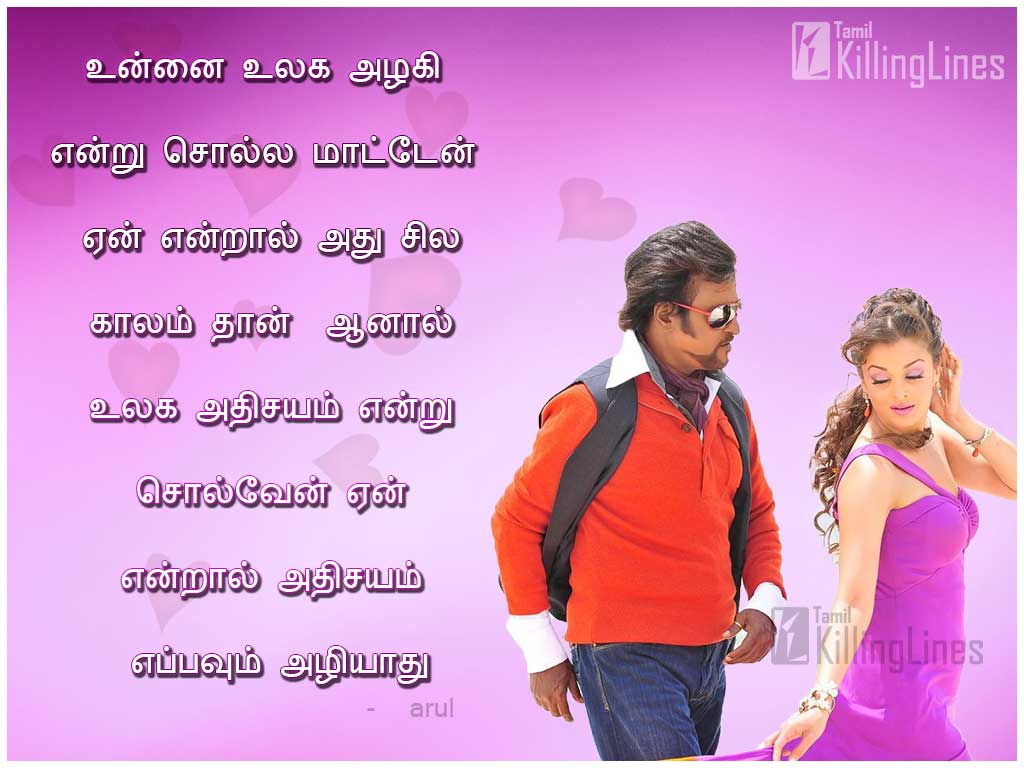 Tamil
KillingLines
உன்னை உலக அழகி
என்று சொல்ல மாட்டேன்
ஏன் என்றால் அது சில
காலம் தான் ஆனால்
உலக அதிசயம் என்று
சொல்வேன் ஏன்
என்றால் அதிசயம்
எப்பவும் அழியாது
- arul
Tamil
KillingLines